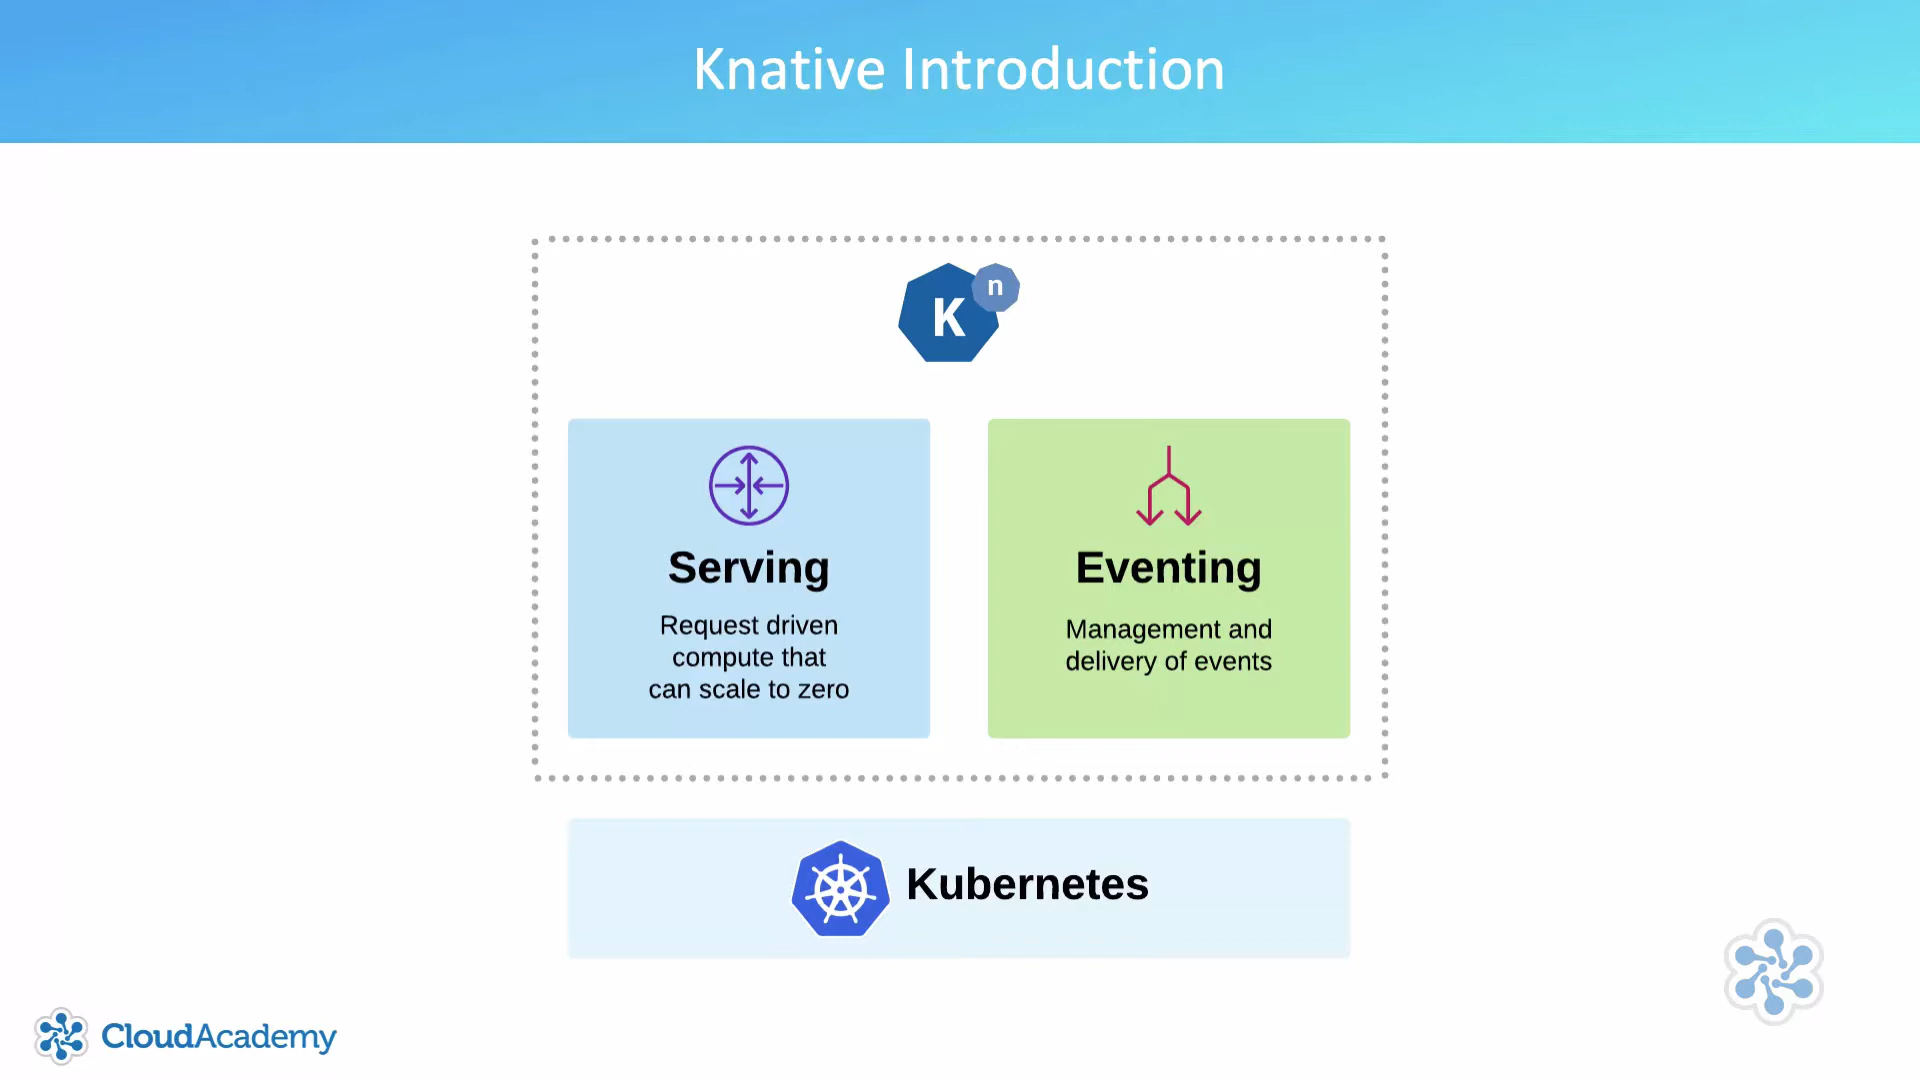 Knative Introduction
K n
Serving
Request driven
compute that
can scale to zero
Eventing
Management and
delivery of events
Kubernetes
CloudAcademy